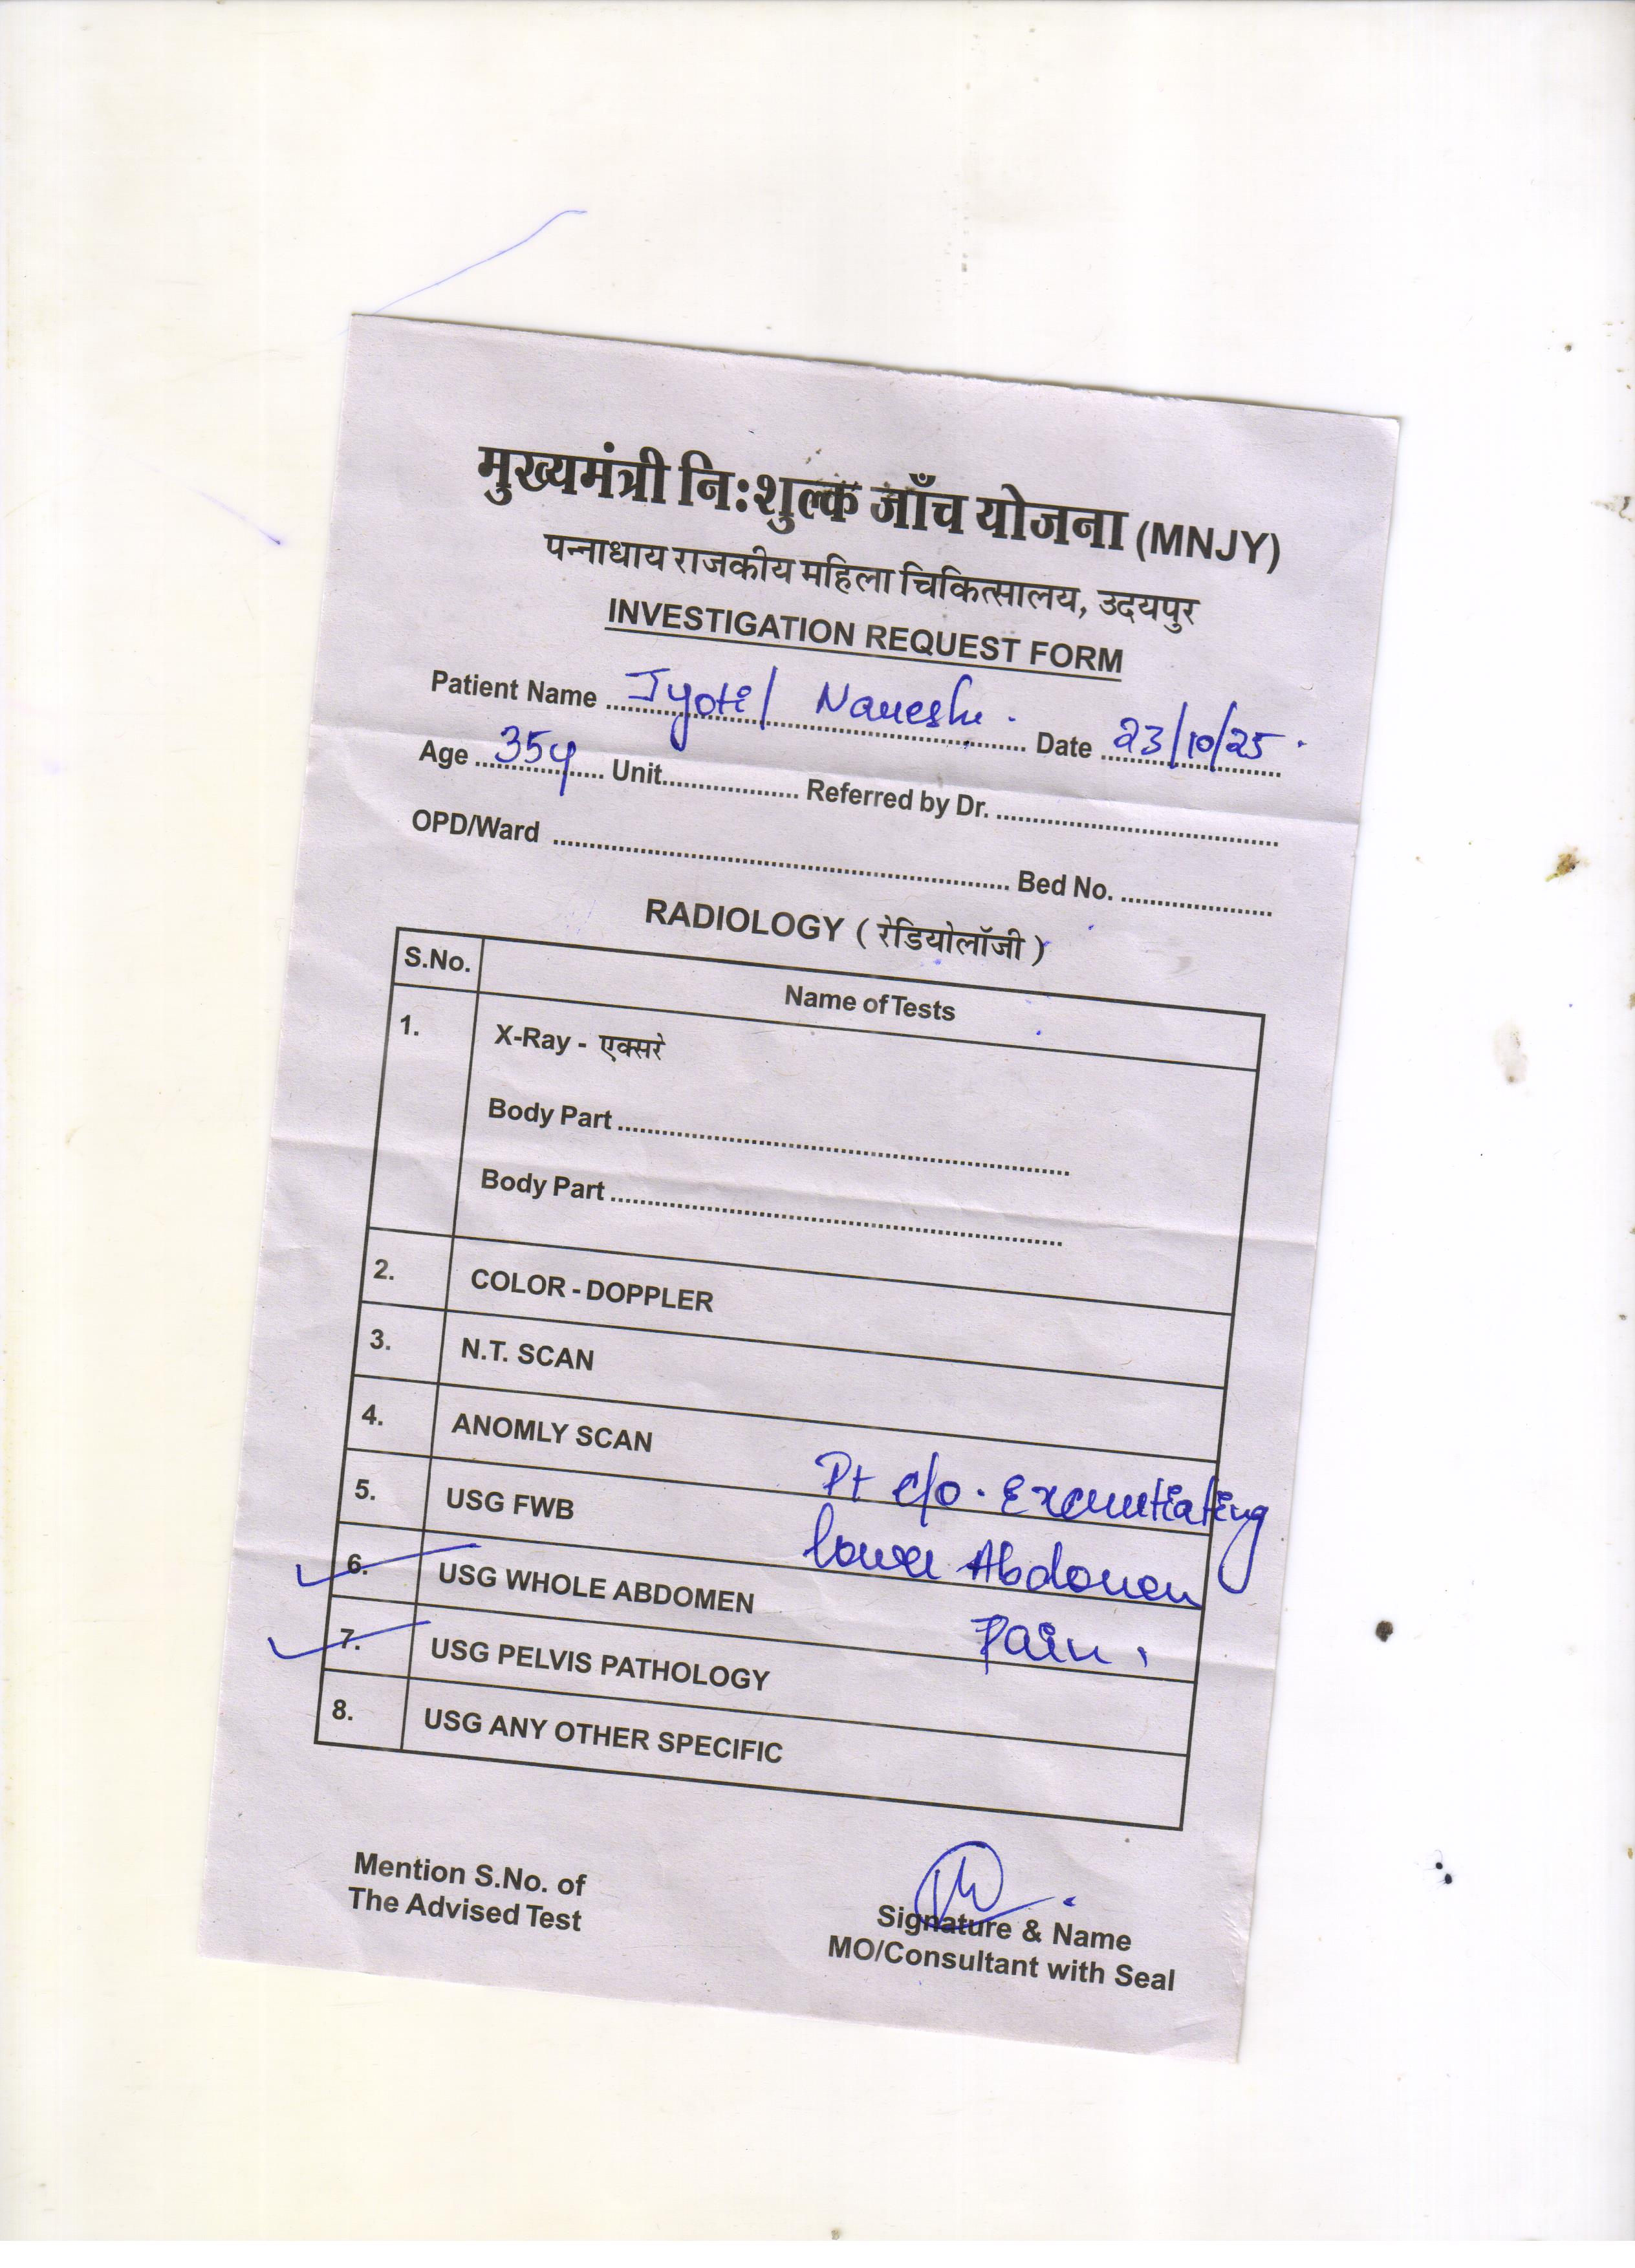 मुख्यमंत्री निःशुल्क जाँच योजना (MNJY)
पन्नाधाय राजकीय महिला चिकित्सालय, उदयपुर
INVESTIGATION REQUEST FORM
Patient Name Jyoti/ Date 23/10/25
Age 35y Unit Referred by Dr.
OPD/Ward Bed No.
RADIOLOGY ( रेडियोलॉजी )
S.No. Name of Tests
1. X-Ray - एक्सरे
Body Part
Body Part
2. COLOR - DOPPLER
3. N.T. SCAN
4. ANOMLY SCAN
5. USG FWB Pt c/o. Excrutiating
6. USG WHOLE ABDOMEN lower Abdomen
7. USG PELVIS PATHOLOGY Pain.
8. USG ANY OTHER SPECIFIC
Mention S.No. of
The Advised Test
Signature & Name
MO/Consultant with Seal